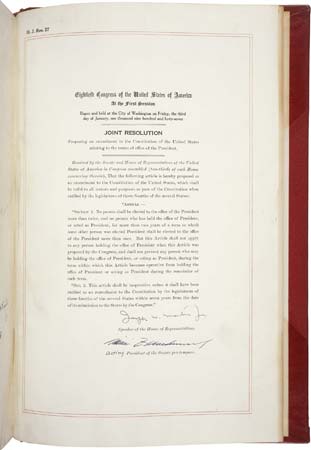 H. J. Res. 27
Eightieth Congress of the United States of America
At the First Session
Begun and held at the City of Washington on Friday, the third
day of January, one thousand nine hundred and forty-seven
JOINT RESOLUTION
Proposing an amendment to the Constitution of the United States
relating to the terms of office of the President.
Resolved by the Senate and House of Representatives of the United
States of America in Congress assembled (two-thirds of each House
concurring therein), That the following article is hereby proposed as
an amendment to the Constitution of the United States, which shall
be valid to all intents and purposes as part of the Constitution when
ratified by the legislatures of three-fourths of the several States:
"ARTICLE —
"SECTION 1. No person shall be elected to the office of the President
more than twice, and no person who has held the office of President,
or acted as President, for more than two years of a term to which
some other person was elected President shall be elected to the office
of the President more than once. But this Article shall not apply
to any person holding the office of President when this Article was
proposed by the Congress, and shall not prevent any person who may
be holding the office of President, or acting as President, during the
term within which this Article becomes operative from holding the
office of President or acting as President during the remainder of
such term.
"SEC. 2. This article shall be inoperative unless it shall have been
ratified as an amendment to the Constitution by the legislatures of
three-fourths of the several States within seven years from the date
of its submission to the States by the Congress."
Joseph W. Martin Jr
Speaker of the House of Representatives.
Acting President of the Senate pro tempore.